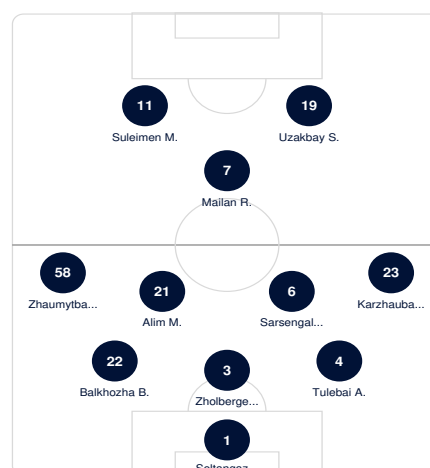 11 19
Suleimen M. Uzakbay S.
7
Mailan R.
58 23
21 6
Zhaumytba... Karzhauba...
Alim M. Sarsengal...
22 3 4
Balkhozha B. Tulebai A.
Zholberge...
1